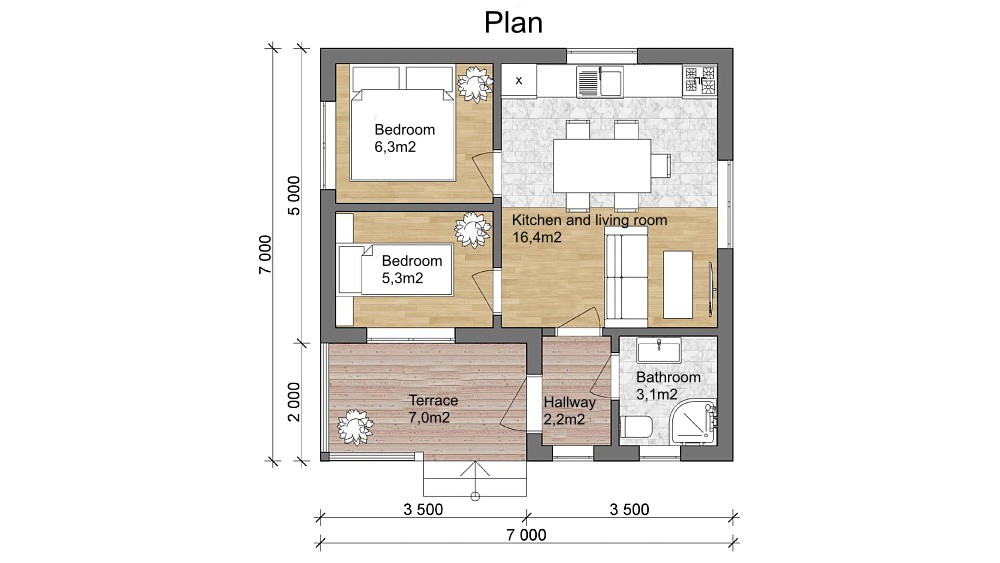 Plan
x
Bedroom
6,3m2
Kitchen and living room
16,4m2
Bedroom
5,3m2
Terrace
7,0m2
Hallway
2,2m2
Bathroom
3,1m2
5 000
7 000
2 000
3 500
3 500
7 000